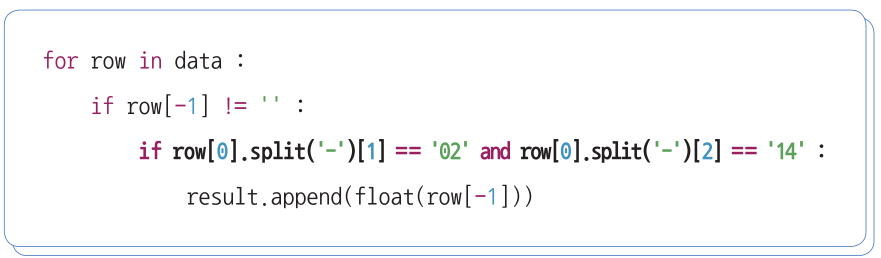 for row in data :
    if row[-1] != '' :
        if row[0].split('-')[1] == '02' and row[0].split('-')[2] == '14' :
            result.append(float(row[-1]))